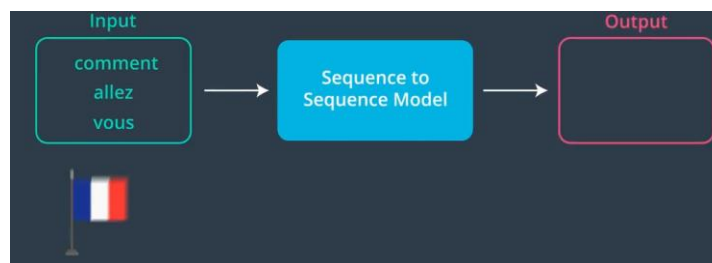 Input
Output
comment
allez
vous
Sequence to
Sequence Model